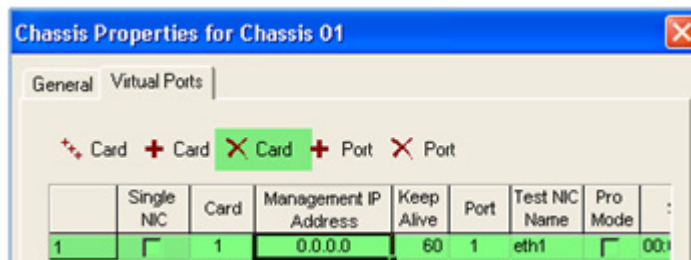 Chassis Properties for Chassis 01
General Virtual Ports
Card Card Card Port Port
Single NIC Card Management IP Address Keep Alive Port Test NIC Name Pro Mode
1 1 0.0.0.0 60 1 eth1 00: